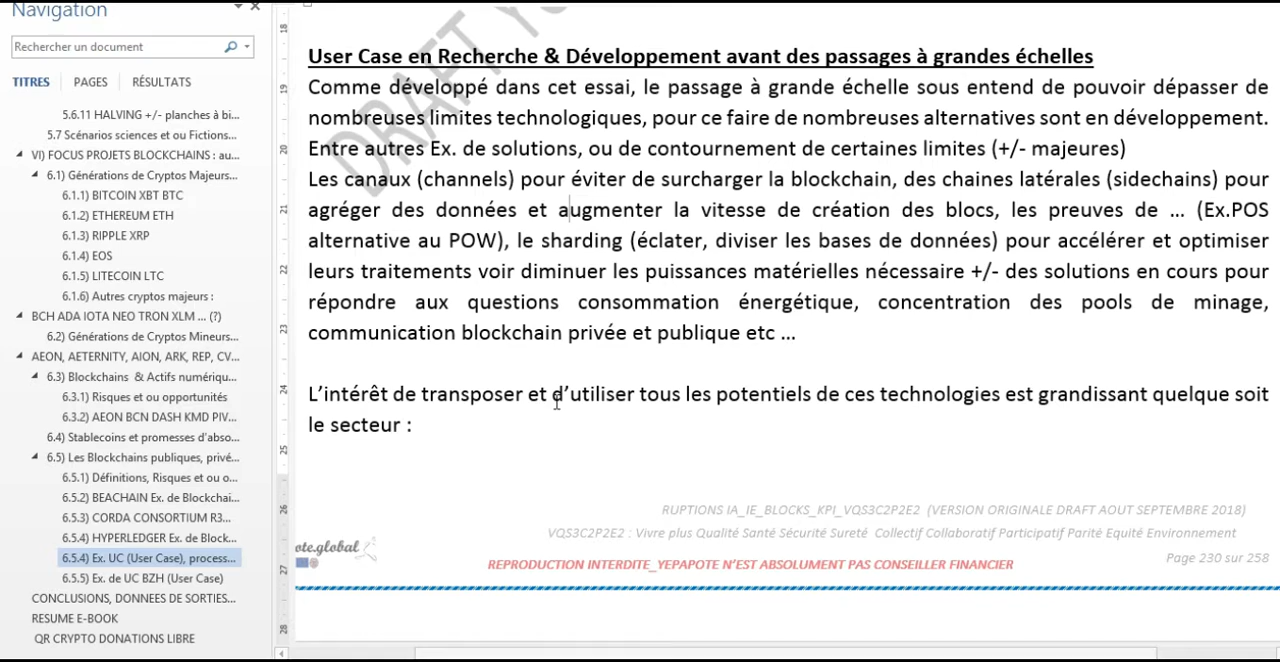 Navigation
Rechercher un document
TITRES PAGES RÉSULTATS
5.6.11 HALVING +/- planches à bi...
5.7 Scénarios sciences et ou Fictions...
VI) FOCUS PROJETS BLOCKCHAINS : au...
6.1) Générations de Cryptos Majeurs...
6.1.1) BITCOIN XBT BTC
6.1.2) ETHEREUM ETH
6.1.3) RIPPLE XRP
6.1.4) EOS
6.1.5) LITECOIN LTC
6.1.6) Autres cryptos majeurs :
BCH ADA IOTA NEO TRON XLM ... (?)
6.2) Générations de Cryptos Mineurs...
AEON, AETERNITY, AION, ARK, REP, CV...
6.3) Blockchains & Actifs numériqu...
6.3.1) Risques et ou opportunités
6.3.2) AEON BCN DASH KMD PIV...
6.4) Stablecoins et promesses d'abso...
6.5) Les Blockchains publiques, privé...
6.5.1) Définitions, Risques et ou o...
6.5.2) BEACHAIN Ex. de Blockchai...
6.5.3) CORDA CONSORTIUM R3...
6.5.4) HYPERLEDGER Ex. de Block...
6.5.4) Ex. UC (User Case), process...
6.5.5) Ex. de UC BZH (User Case)
CONCLUSIONS, DONNEES DE SORTIES...
RESUME E-BOOK
QR CRYPTO DONATIONS LIBRE
18
19
20
21
22
23
24
25
26
27
28
DRAFT
User Case en Recherche & Développement avant des passages à grandes échelles
Comme développé dans cet essai, le passage à grande échelle sous entend de pouvoir dépasser de
nombreuses limites technologiques, pour ce faire de nombreuses alternatives sont en développement.
Entre autres Ex. de solutions, ou de contournement de certaines limites (+/- majeures)
Les canaux (channels) pour éviter de surcharger la blockchain, des chaines latérales (sidechains) pour
agréger des données et augmenter la vitesse de création des blocs, les preuves de ... (Ex.POS
alternative au POW), le sharding (éclater, diviser les bases de données) pour accélérer et optimiser
leurs traitements voir diminuer les puissances matérielles nécessaire +/- des solutions en cours pour
répondre aux questions consommation énergétique, concentration des pools de minage,
communication blockchain privée et publique etc ...
L'intérêt de transposer et d'utiliser tous les potentiels de ces technologies est grandissant quelque soit
le secteur :
RUPTIONS IA_IE_BLOCKS_KPI_VQS3C2P2E2 (VERSION ORIGINALE DRAFT AOUT SEPTEMBRE 2018)
VQS3C2P2E2 : Vivre plus Qualité Santé Sécurité Sureté Collectif Collaboratif Participatif Parité Equité Environnement
ote.global
Page 230 sur 258
REPRODUCTION INTERDITE_YEPAPOTE N'EST ABSOLUMENT PAS CONSEILLER FINANCIER